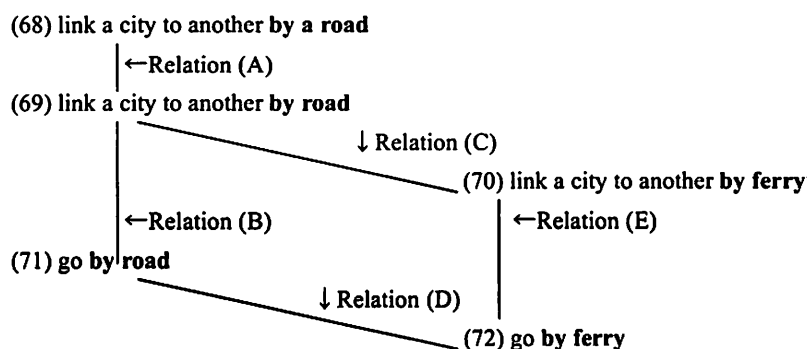 (68) link a city to another by a road
←Relation (A)
(69) link a city to another by road
↓ Relation (C)
(70) link a city to another by ferry
←Relation (B)
←Relation (E)
(71) go by road
↓ Relation (D)
(72) go by ferry